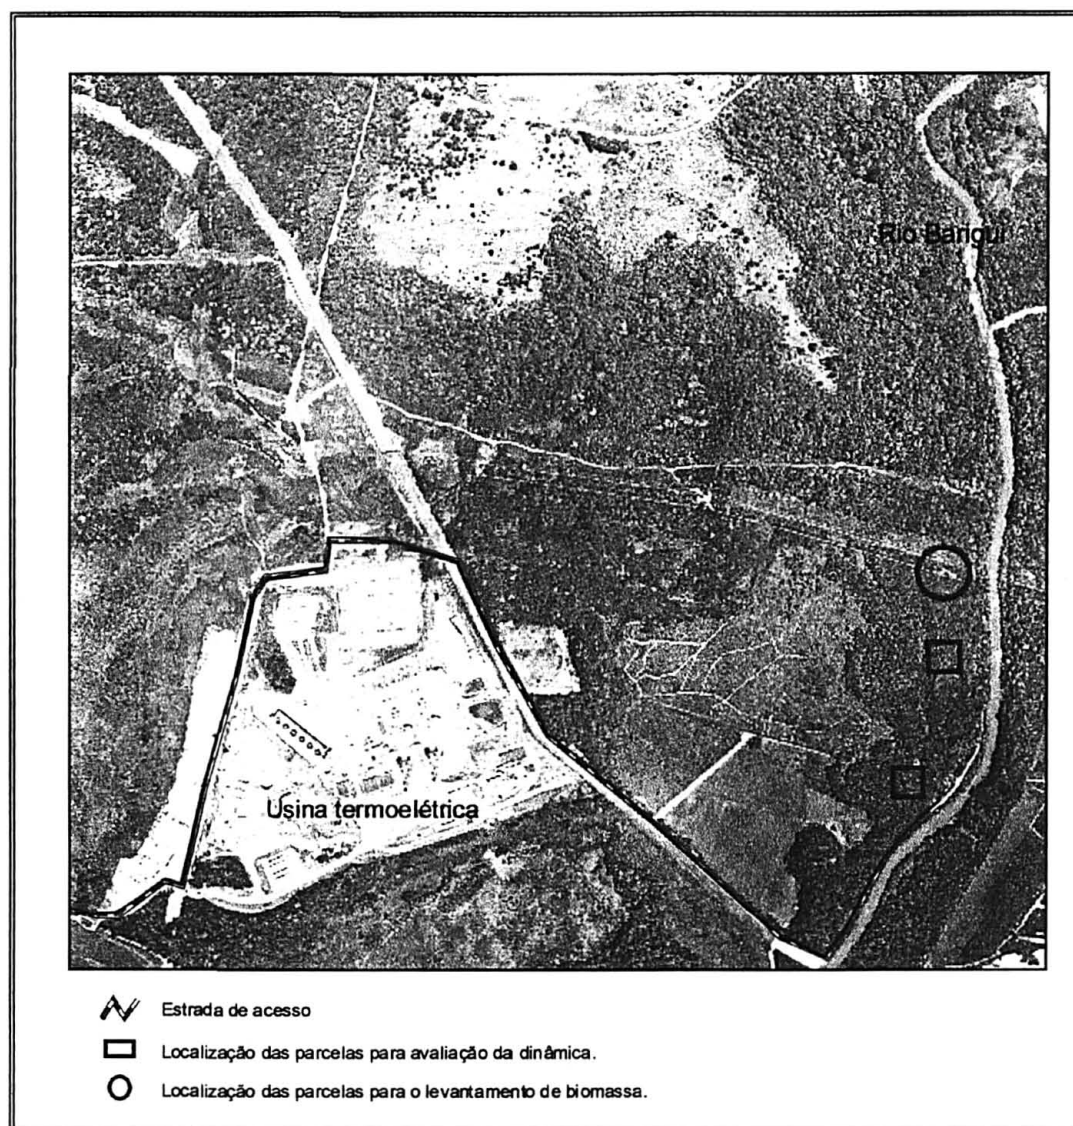 Rio Barigui
Usina termoelétrica
Estrada de acesso
Localização das parcelas para avaliação da dinâmica.
Localização das parcelas para o levantamento de biomassa.